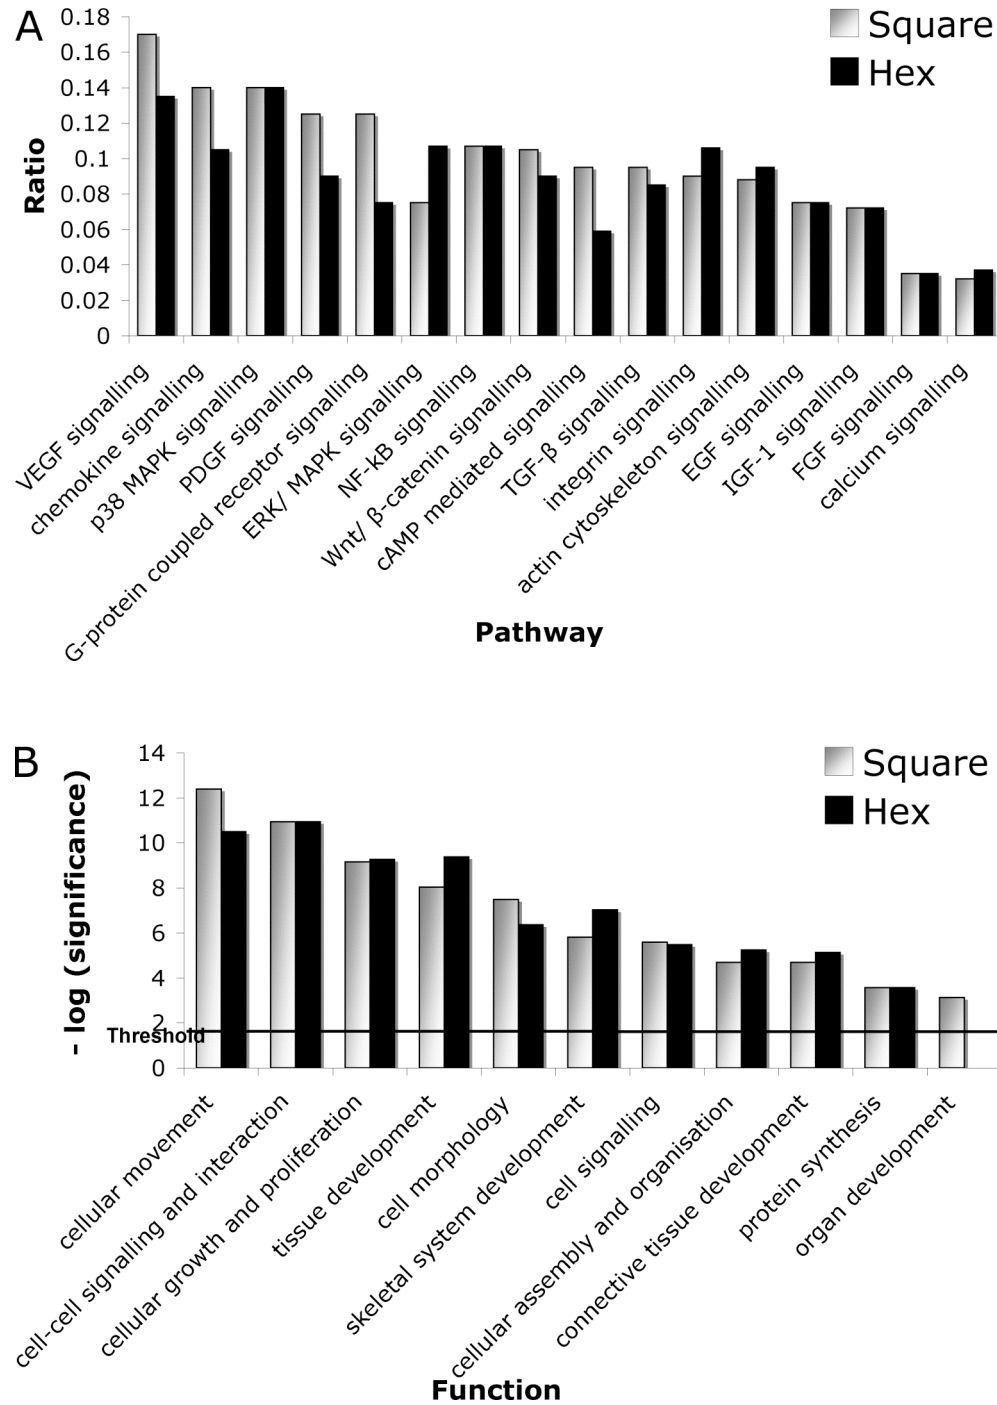 A
Square
Hex
Ratio
0.18
0.16
0.14
0.12
0.1
0.08
0.06
0.04
0.02
0
VEGF signalling
chemokine signalling
p38 MAPK signalling
PDGF signalling
G-protein coupled receptor signalling
ERK/ MAPK signalling
NF-kB signalling
Wnt/ β-catenin signalling
cAMP mediated signalling
TGF-β signalling
integrin signalling
actin cytoskeleton signalling
EGF signalling
IGF-1 signalling
FGF signalling
calcium signalling
Pathway
B
Square
Hex
- log (significance)
14
12
10
8
6
4
2
0
Threshold
cellular movement
cell-cell signalling and interaction
cellular growth and proliferation
tissue development
cell morphology
skeletal system development
cell signalling
cellular assembly and organisation
connective tissue development
protein synthesis
organ development
Function